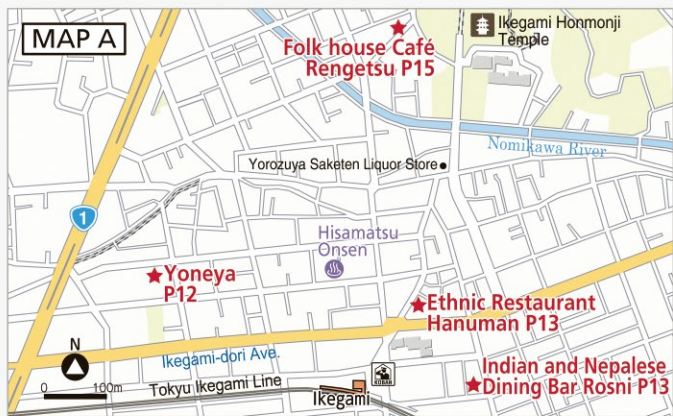 MAP A
Folk house Café
Rengetsu P15
Ikegami Honmonji
Temple
Nomikawa River
Yorozuya Saketen Liquor Store
1
Hisamatsu
Onsen
Yoneya
P12
Ethnic Restaurant
Hanuman P13
N
Ikegami-dori Ave.
0 100m
Tokyu Ikegami Line
Ikegami
KOBAN
Indian and Nepalese
Dining Bar Rosni P13